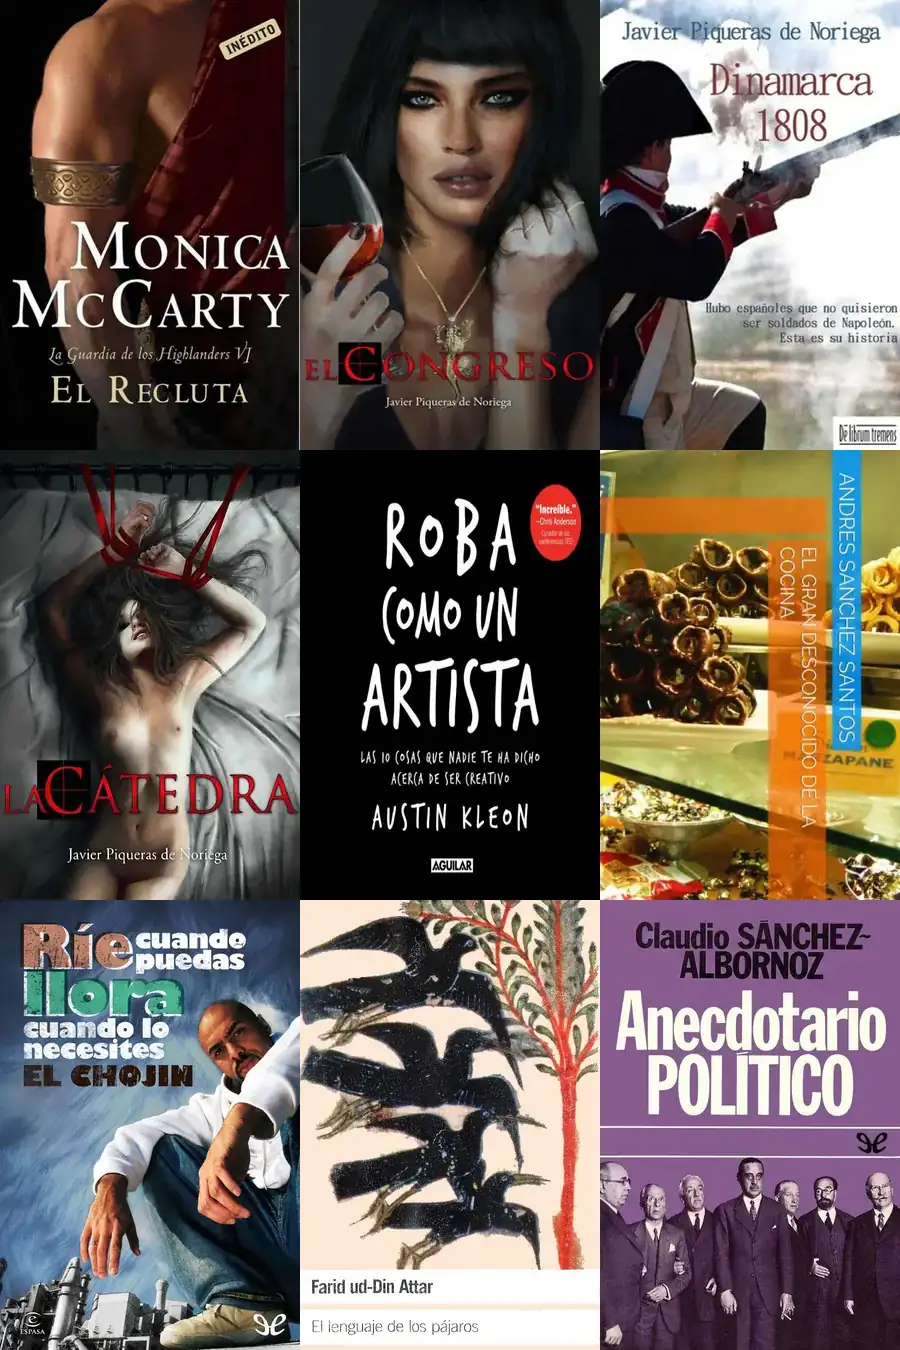 INÉDITO
MONICA
MCCARTY
La Guardia de los Highlanders VI
EL RECLUTA
EL CONGRESO
Javier Piqueras de Noriega
Javier Piqueras de Noriega
Dinamarca
1808
Hubo españoles que no quisieron
ser soldados de Napoleón.
Esta es su historia
De librum tremens
LA CÁTEDRA
Javier Piqueras de Noriega
"Increíble."
—Chris Anderson
Curador de las
conferencias TED
ROBA
COMO UN
ARTISTA
LAS 10 COSAS QUE NADIE TE HA DICHO
ACERCA DE SER CREATIVO
AUSTIN KLEON
AGUILAR
ANDRES SANCHEZ SANTOS
EL GRAN DESCONOCIDO DE LA
COCINA
Ríe cuando
puedas
llora
cuando lo
necesites
EL CHOJIN
ESPASA
Farid ud-Din Attar
El lenguaje de los pájaros
Claudio SÁNCHEZ-
ALBORNOZ
Anecdotario
POLÍTICO